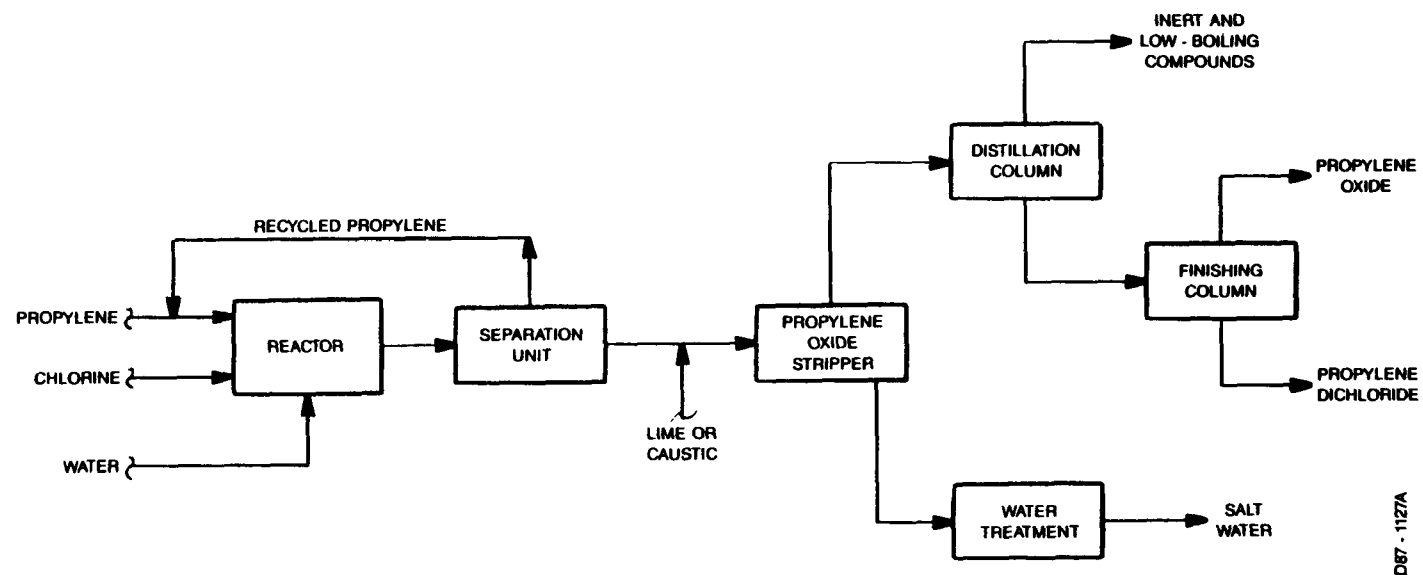 INERT AND
LOW - BOILING
COMPOUNDS
DISTILLATION
COLUMN
PROPYLENE
OXIDE
RECYCLED PROPYLENE
FINISHING
COLUMN
PROPYLENE
REACTOR
SEPARATION
UNIT
PROPYLENE
OXIDE
STRIPPER
CHLORINE
PROPYLENE
DICHLORIDE
LIME OR
CAUSTIC
WATER
WATER
TREATMENT
SALT
WATER
D87 - 1127A